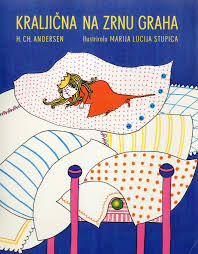 KRALJIČNA NA ZRNU GRAHA
H. CH. ANDERSEN Ilustrirala MARIJA LUCIJA STUPICA